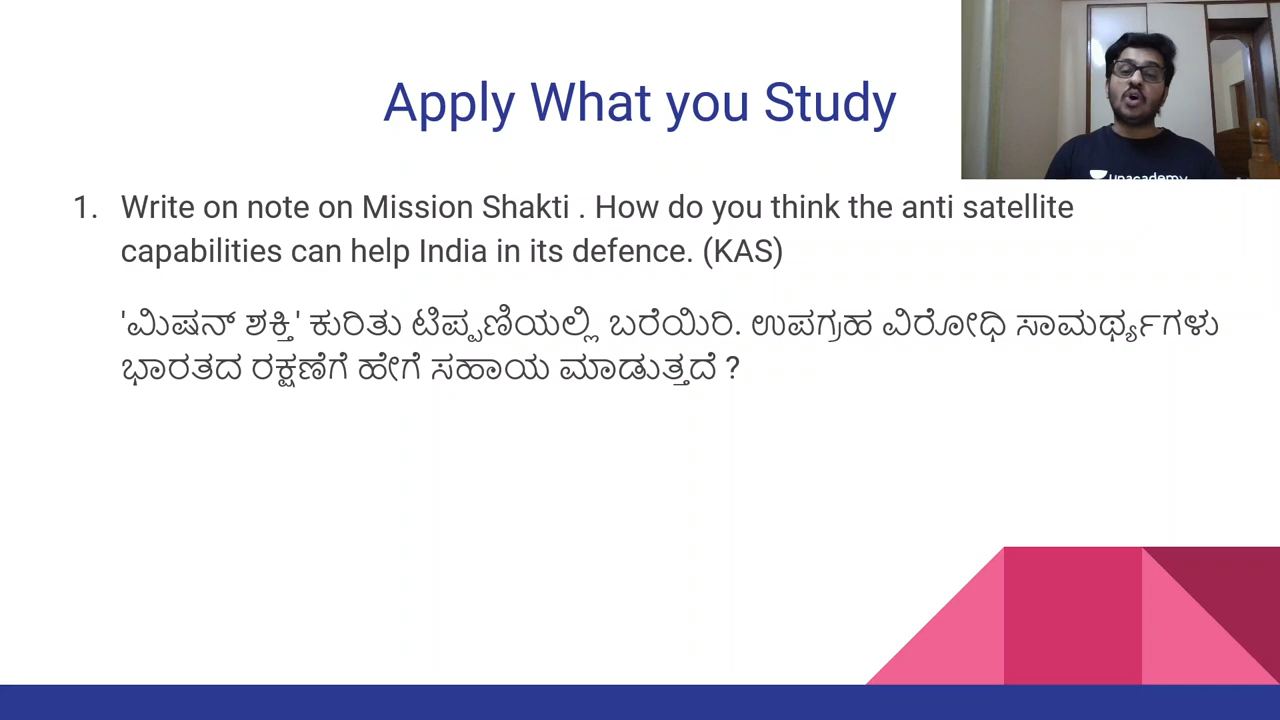 Apply What you Study
unacademy
1. Write on note on Mission Shakti . How do you think the anti satellite
capabilities can help India in its defence. (KAS)
'ಮಿಷನ್ ಶಕ್ತಿ' ಕುರಿತು ಟಿಪ್ಪಣಿಯಲ್ಲಿ ಬರೆಯಿರಿ. ಉಪಗ್ರಹ ವಿರೋಧಿ ಸಾಮರ್ಥ್ಯಗಳು
ಭಾರತದ ರಕ್ಷಣೆಗೆ ಹೇಗೆ ಸಹಾಯ ಮಾಡುತ್ತದೆ ?